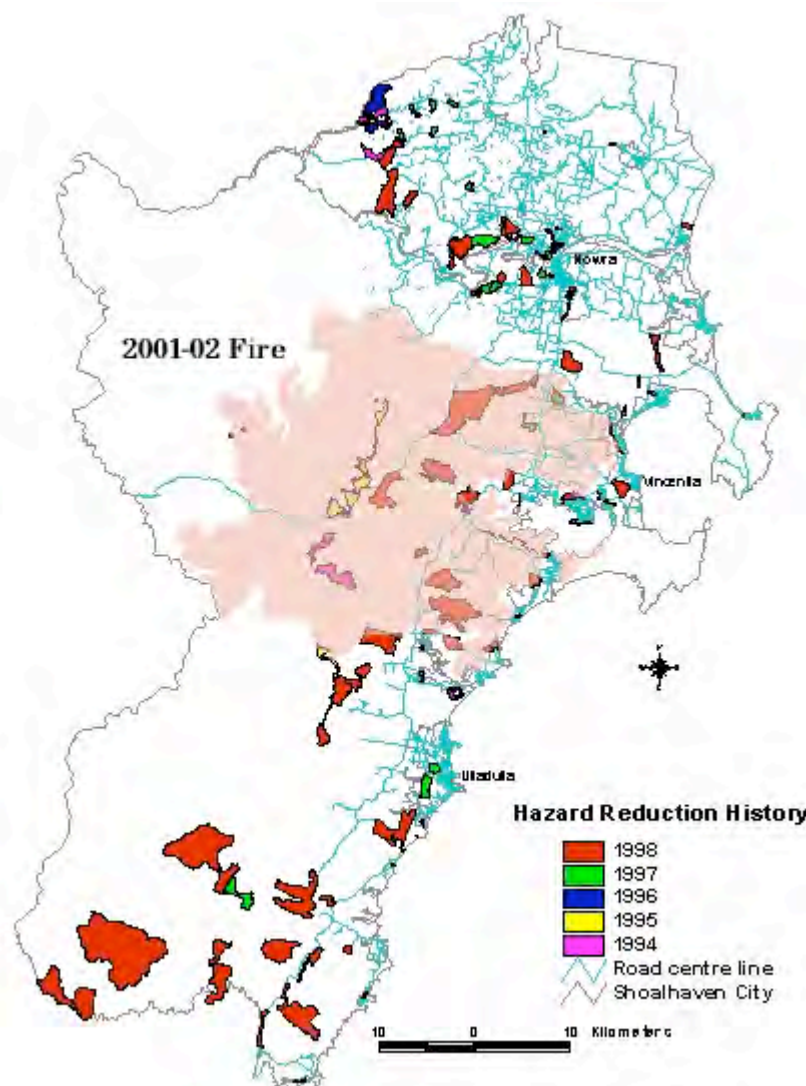 Nowra
2001-02 Fire
Vincentia
Ulladulla
Hazard Reduction History
1998
1997
1996
1995
1994
Road centre line
Shoalhaven City
10 0 10 Kilometers